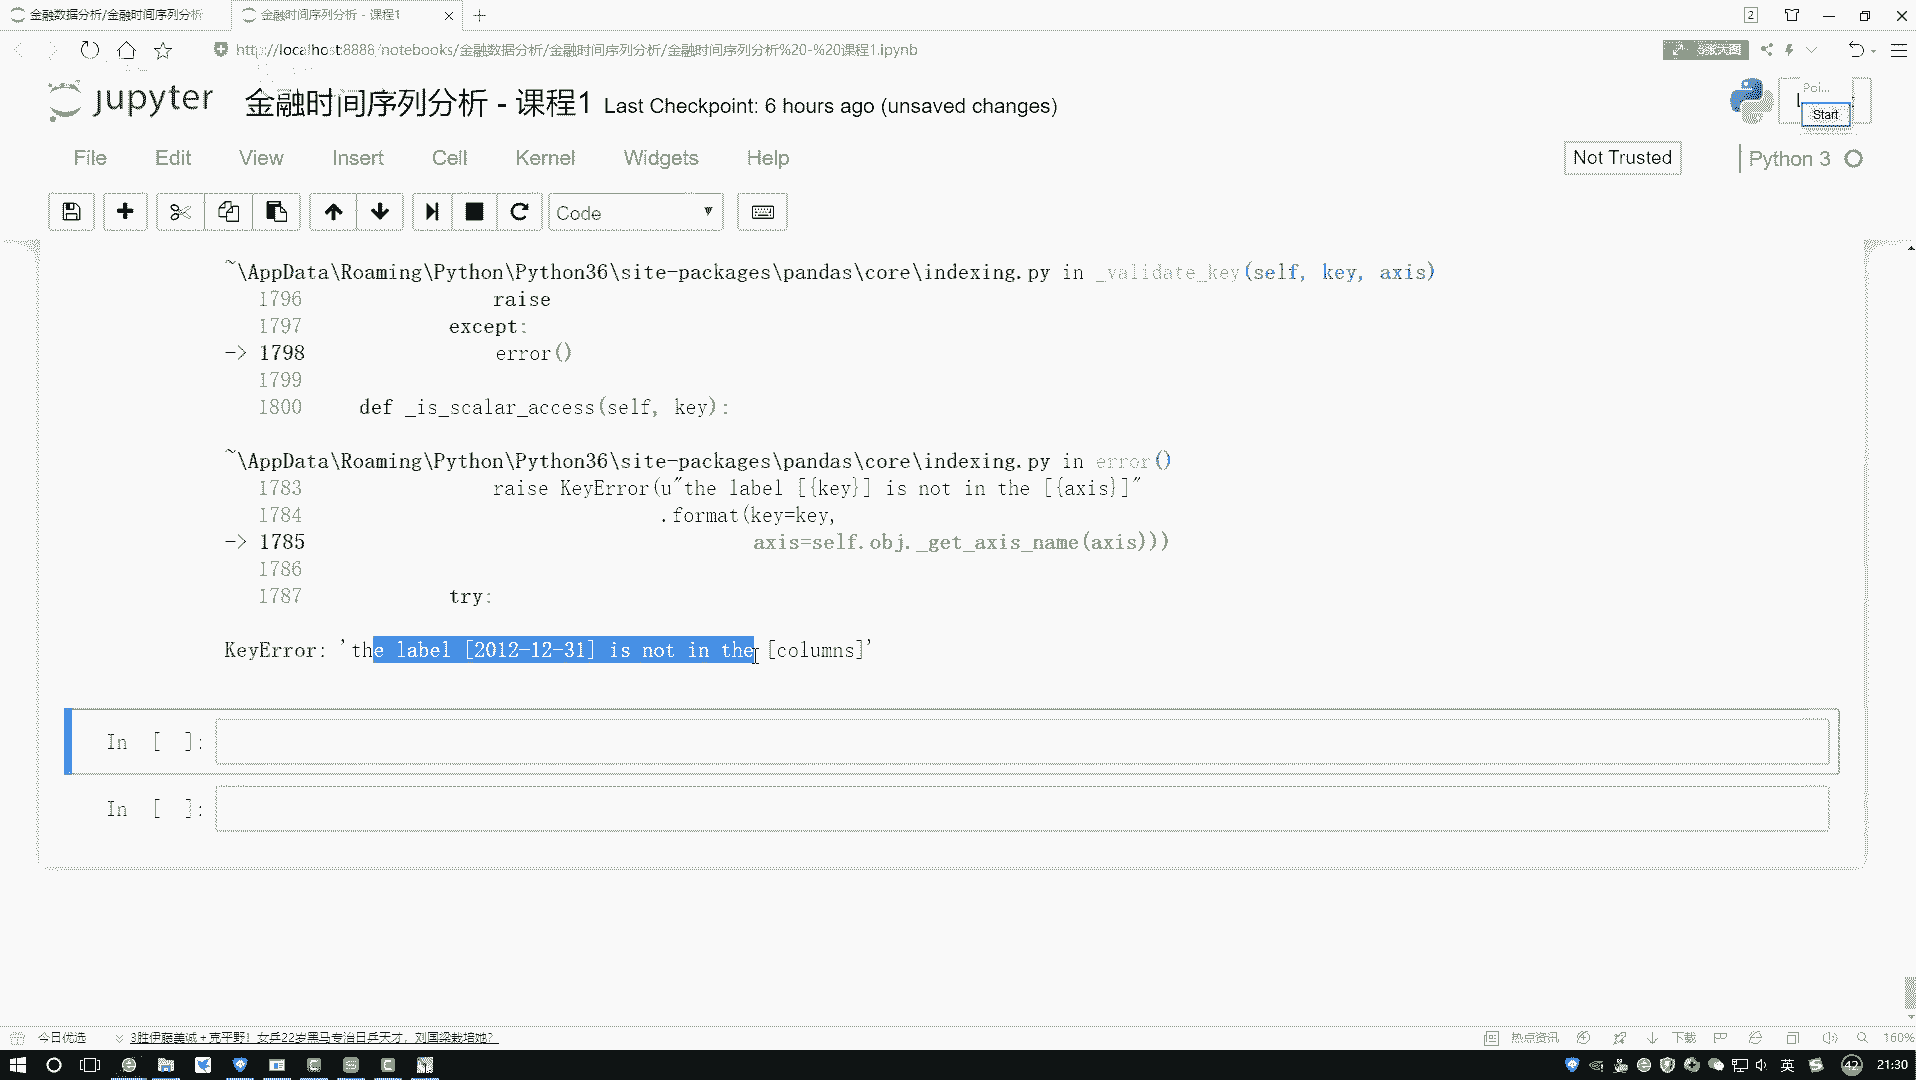 金融数据分析/金融时间序列分析
金融时间序列分析 - 课程1
2
http://localhost:8888/notebooks/金融数据分析/金融时间序列分析/金融时间序列分析%20-%20课程1.ipynb
jupyter 金融时间序列分析 - 课程1 Last Checkpoint: 6 hours ago (unsaved changes)
Poi...
Start
File Edit View Insert Cell Kernel Widgets Help
Not Trusted
Python 3
Code
~\AppData\Roaming\Python\Python36\site-packages\pandas\core\indexing.py in _validate_key(self, key, axis)
1796 raise
1797 except:
-> 1798 error()
1799
1800 def _is_scalar_access(self, key):
~\AppData\Roaming\Python\Python36\site-packages\pandas\core\indexing.py in error()
1783 raise KeyError(u"the label [{key}] is not in the [{axis}]"
1784 .format(key=key,
-> 1785 axis=self.obj._get_axis_name(axis)))
1786
1787 try:
KeyError: 'the label [2012-12-31] is not in the [columns]'
In [ ]:
In [ ]:
今日优选
3胜伊藤美诚+克平野！女乒22岁黑马专治日乒天才，刘国梁栽培她?
热点资讯
下载
160%
英
42
21:30